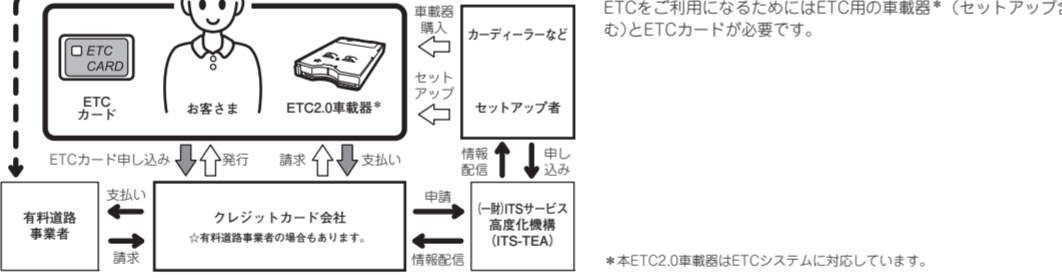 ETCをご利用になるためにはETC用の車載器*（セットアップ含
む)とETCカードが必要です。
車載器
購入
カーディーラーなど
ETC
CARD
セット
アップ
ETC
カード
お客さま
ETC2.0車載器*
セットアップ者
ETCカード申し込み
発行
請求
支払い
情報
配信
申し
込み
有料道路
事業者
支払い
請求
クレジットカード会社
☆有料道路事業者の場合もあります。
申請
情報配信
(一財)ITSサービス
高度化機構
(ITS-TEA)
*本ETC2.0車載器はETCシステムに対応しています。